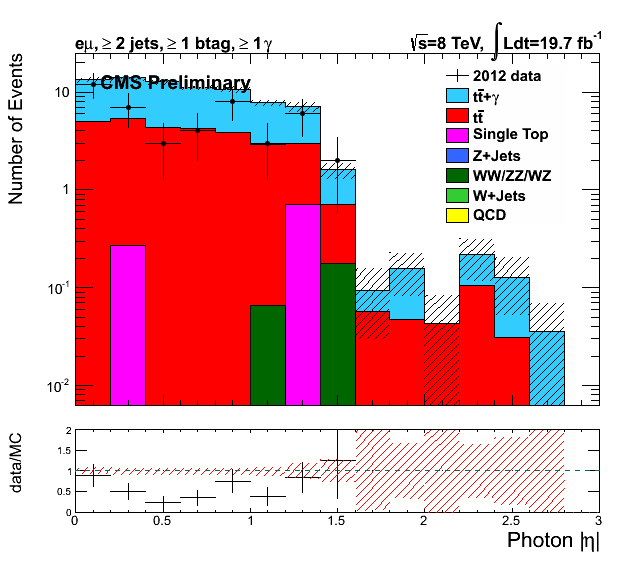 eμ, ≥ 2 jets, ≥ 1 btag, ≥ 1 γ
√s=8 TeV, ∫Ldt=19.7 fb⁻¹
CMS Preliminary
2012 data
tt̄+γ
tt̄
Single Top
Z+Jets
WW/ZZ/WZ
W+Jets
QCD
Number of Events
10
1
10⁻¹
10⁻²
data/MC
2
1.5
1
0.5
0
0 0.5 1 1.5 2 2.5 3
Photon |η|